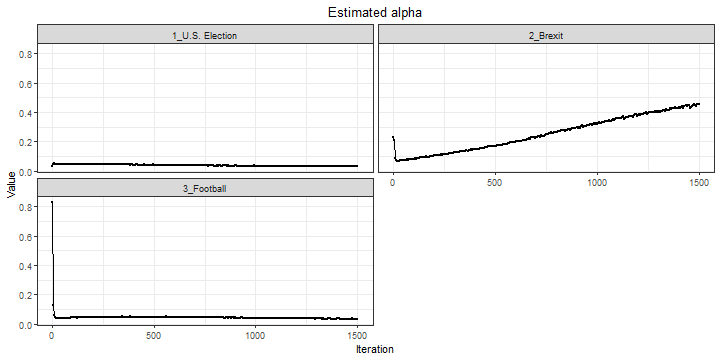 Estimated alpha
1_U.S. Election
2_Brexit
0.8
0.6
0.4
0.2
0.0
0 500 1000 1500
3_Football
0.8
0.6
0.4
0.2
0.0
0 500 1000 1500
Value
Iteration